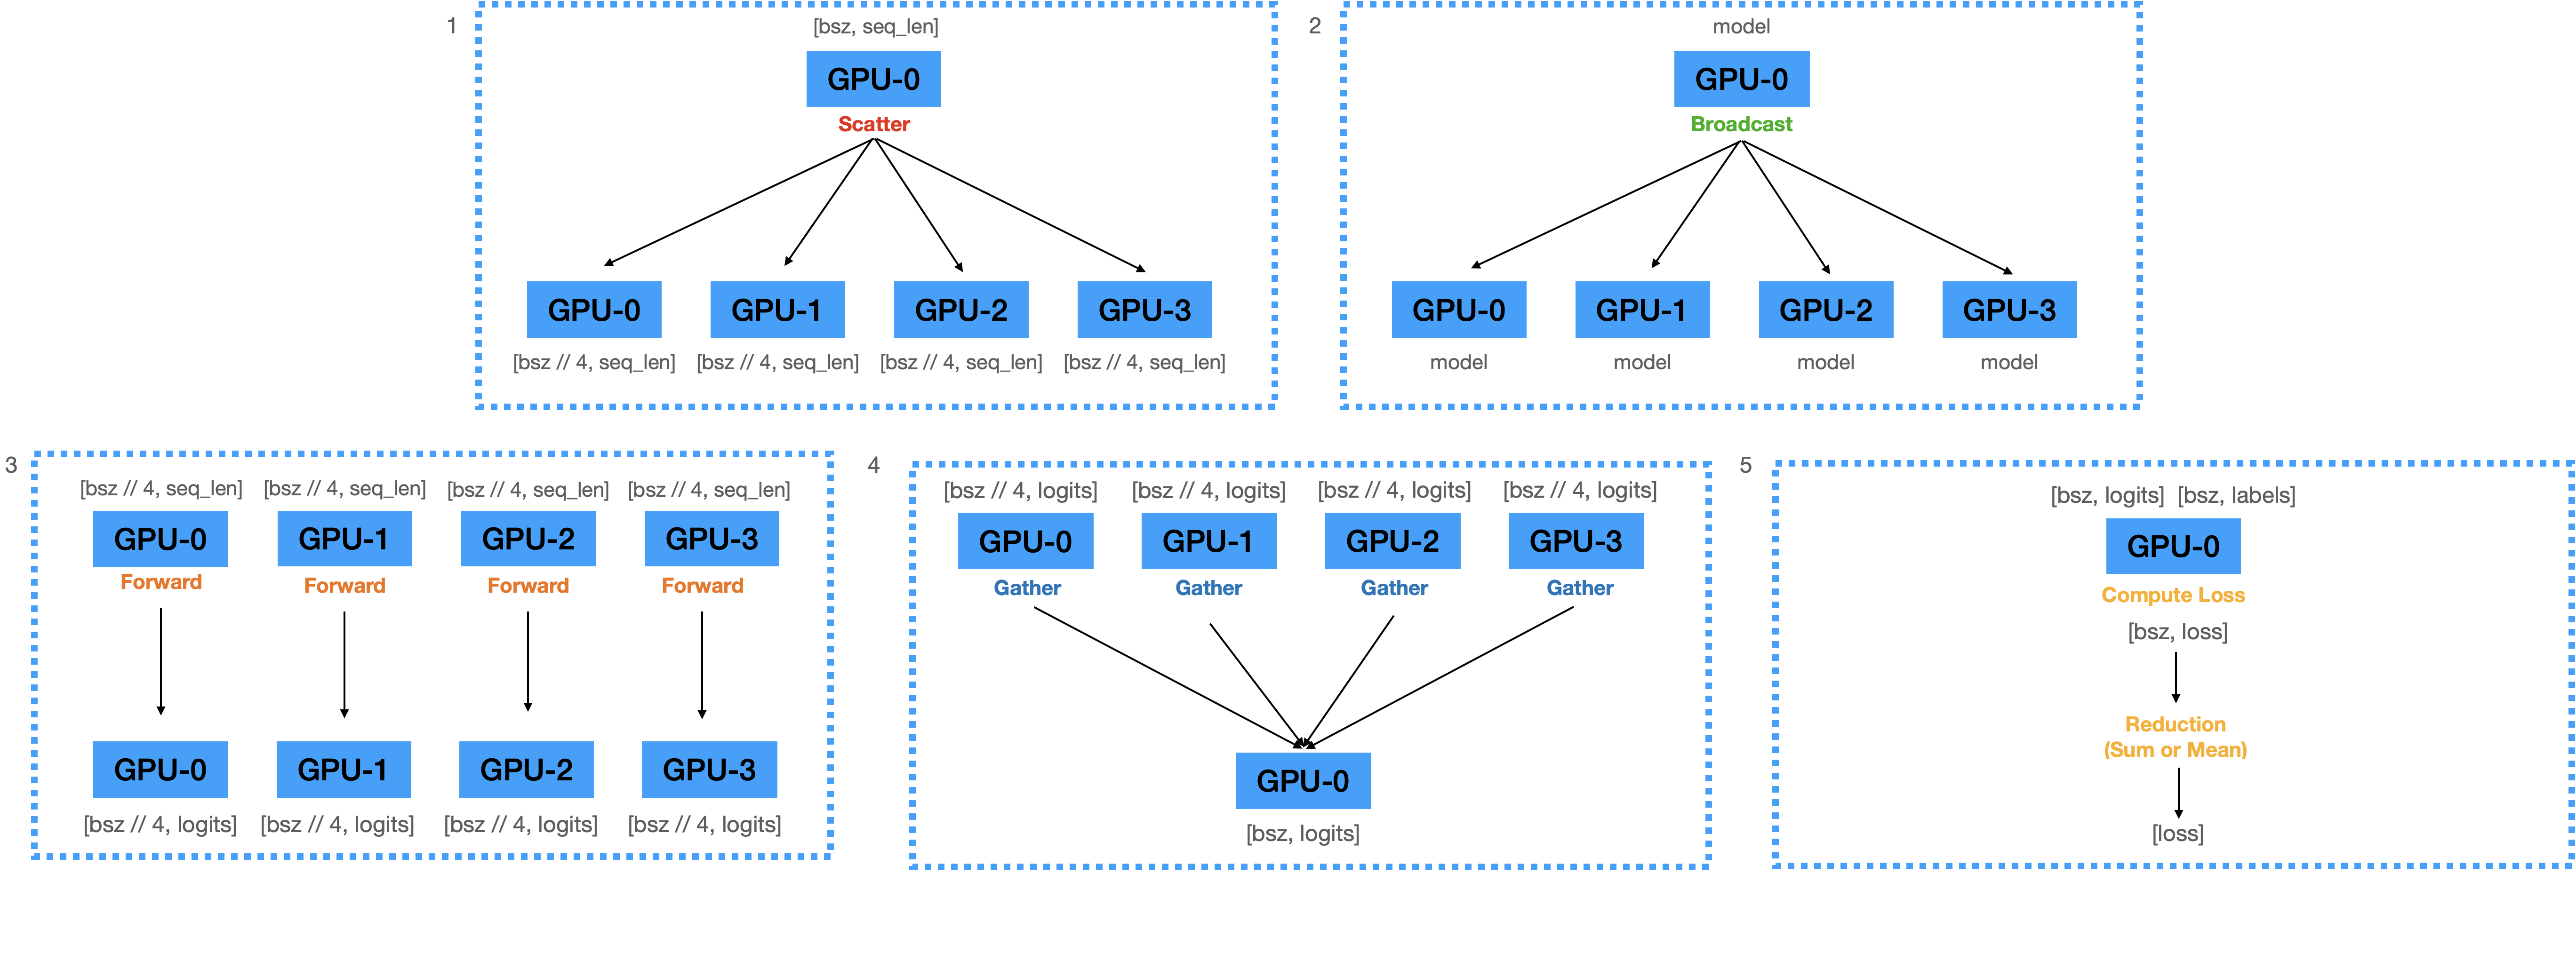 1
[bsz, seq_len]
GPU-0
Scatter
GPU-0 GPU-1 GPU-2 GPU-3
[bsz // 4, seq_len] [bsz // 4, seq_len] [bsz // 4, seq_len] [bsz // 4, seq_len]
2
model
GPU-0
Broadcast
GPU-0 GPU-1 GPU-2 GPU-3
model model model model
3
[bsz // 4, seq_len] [bsz // 4, seq_len] [bsz // 4, seq_len] [bsz // 4, seq_len]
GPU-0 GPU-1 GPU-2 GPU-3
Forward Forward Forward Forward
GPU-0 GPU-1 GPU-2 GPU-3
[bsz // 4, logits] [bsz // 4, logits] [bsz // 4, logits] [bsz // 4, logits]
4
[bsz // 4, logits] [bsz // 4, logits] [bsz // 4, logits] [bsz // 4, logits]
GPU-0 GPU-1 GPU-2 GPU-3
Gather Gather Gather Gather
GPU-0
[bsz, logits]
5
[bsz, logits] [bsz, labels]
GPU-0
Compute Loss
[bsz, loss]
Reduction
(Sum or Mean)
[loss]